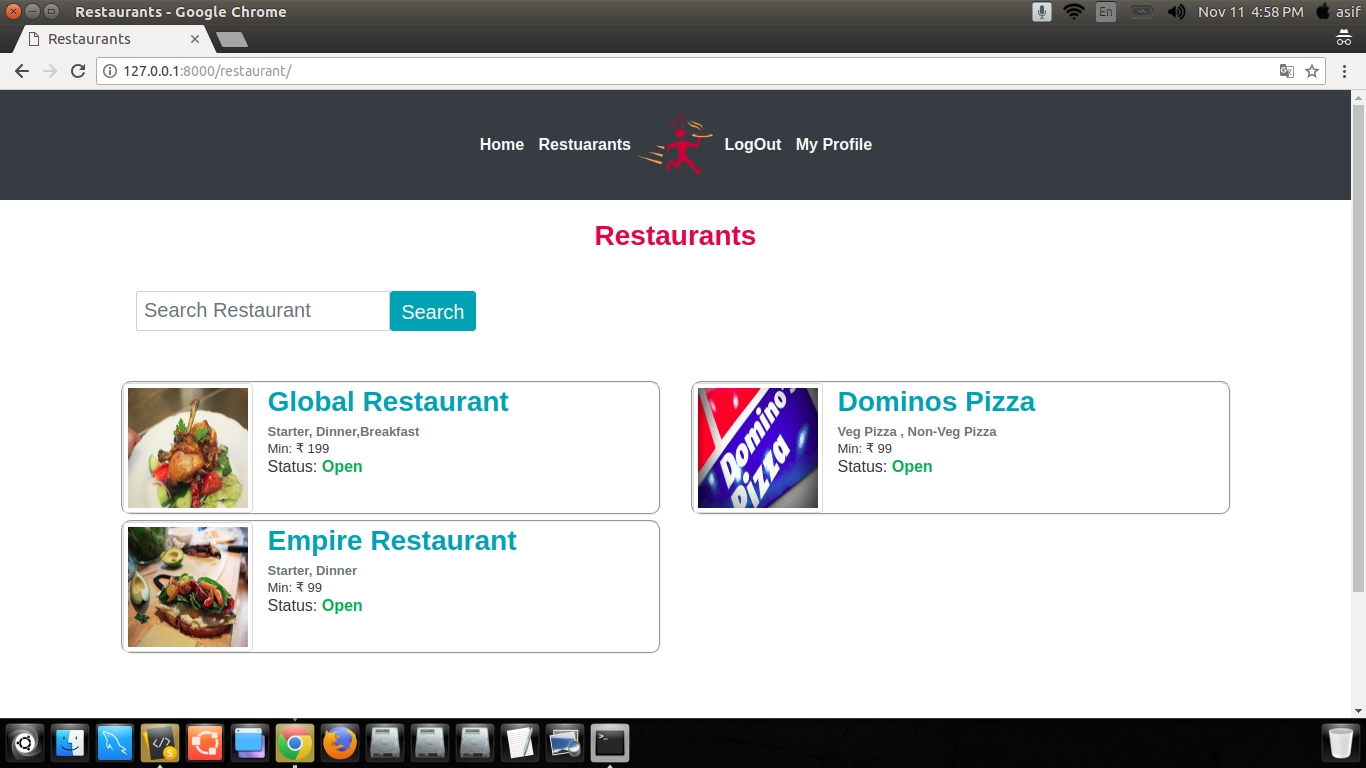 Restaurants - Google Chrome
En
Nov 11 4:58 PM
asif
Restaurants
127.0.0.1:8000/restaurant/
Home Restuarants LogOut My Profile
Restaurants
Search Restaurant Search
Global Restaurant
Starter, Dinner,Breakfast
Min: ₹ 199
Status: Open
Domino's
Pizza
Dominos Pizza
Veg Pizza , Non-Veg Pizza
Min: ₹ 99
Status: Open
Empire Restaurant
Starter, Dinner
Min: ₹ 99
Status: Open